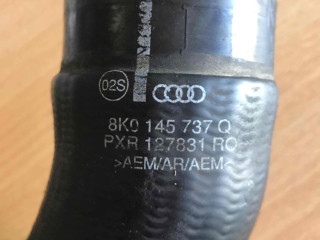 02S
8K0 145 737 Q
PXR 127831 RO
>AEM/AR/AEM<